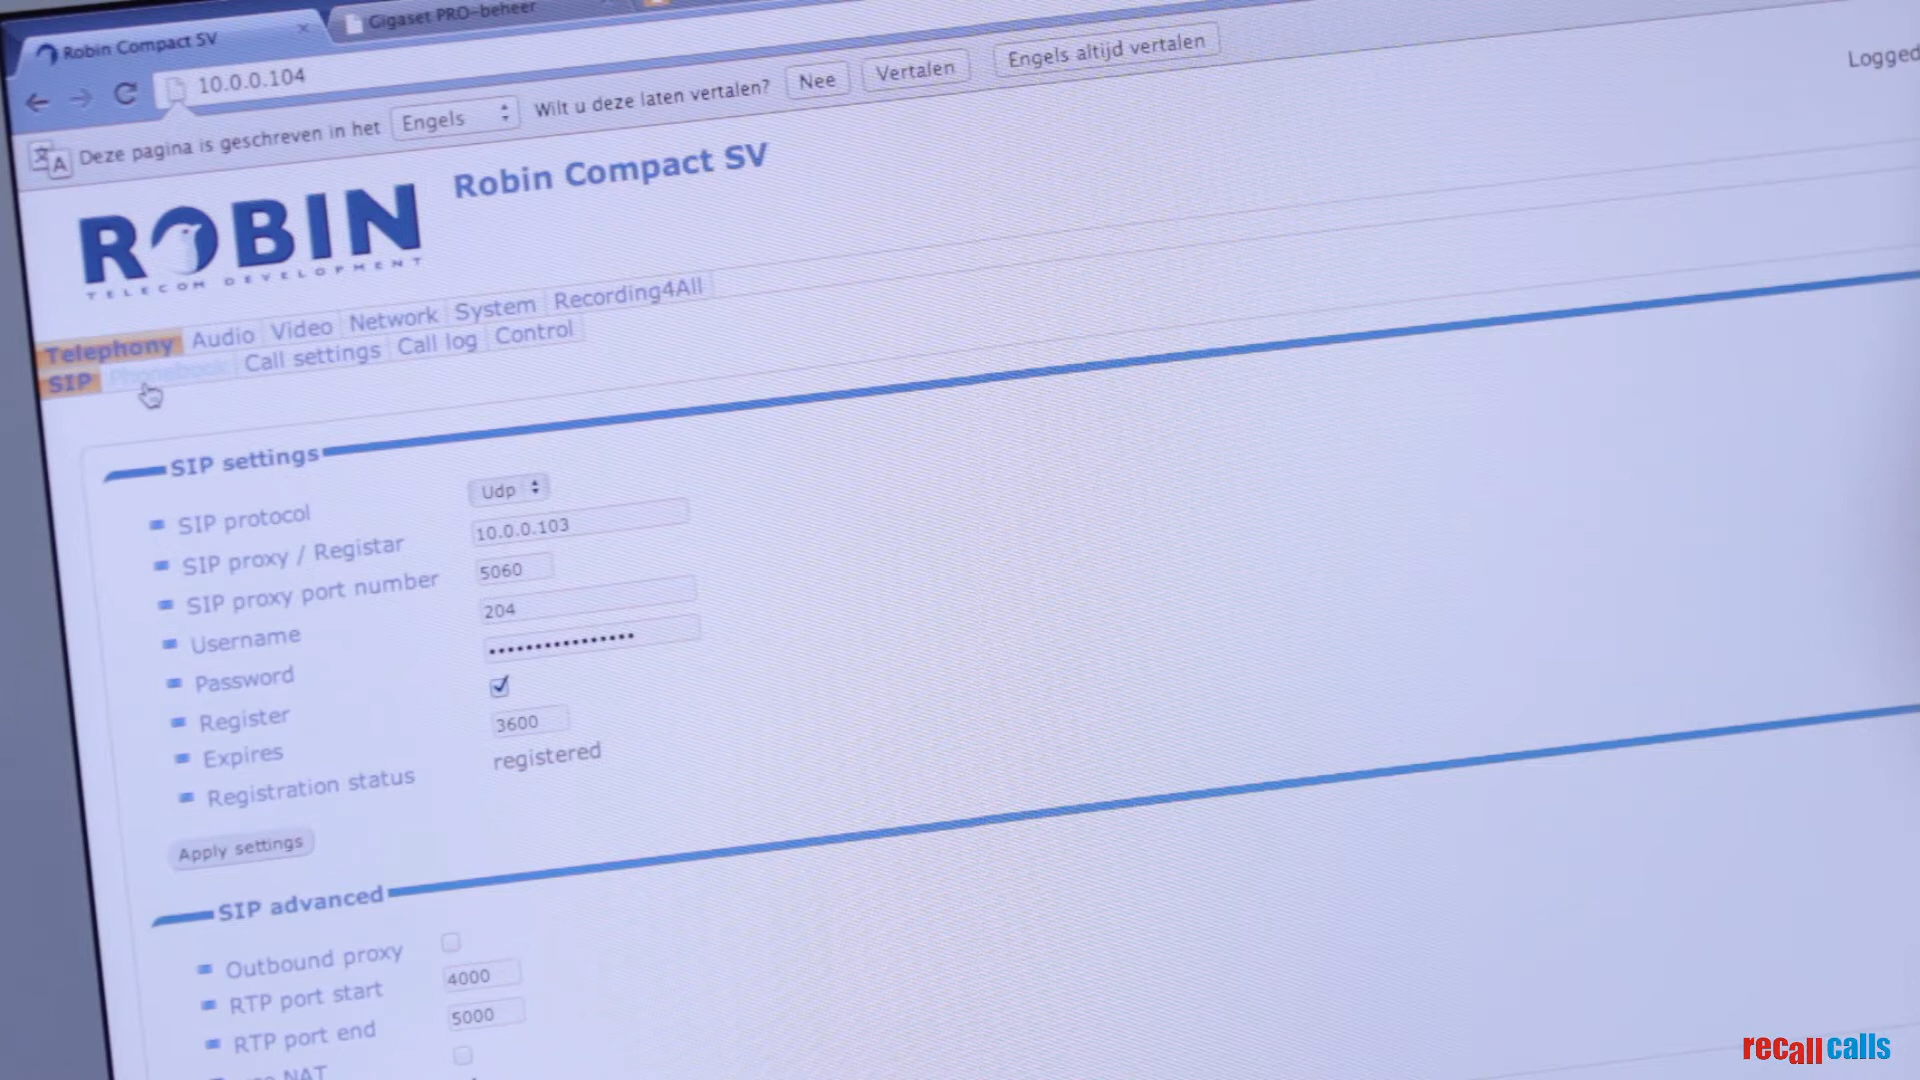 Robin Compact SV
Gigaset PRO-beheer
10.0.0.104
Deze pagina is geschreven in het Engels Wilt u deze laten vertalen? Nee Vertalen Engels altijd vertalen
Logged
ROBIN
TELECOM DEVELOPMENT
Robin Compact SV
Telephony Audio Video Network System Recording4All
SIP Phonebook Call settings Call log Control
SIP settings
SIP protocol Udp
SIP proxy / Registar 10.0.0.103
SIP proxy port number 5060
Username 204
Password ••••••••••••••••
Register
Expires 3600
Registration status registered
Apply settings
SIP advanced
Outbound proxy
RTP port start 4000
RTP port end 5000
NAT
recall calls